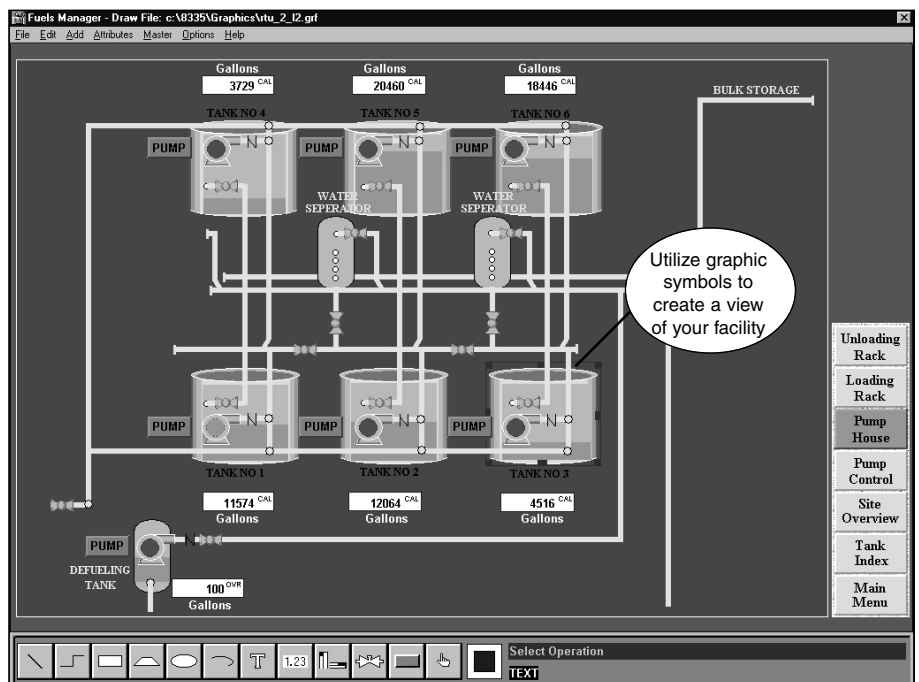 Fuels Manager - Draw File: c:\8335\Graphics\rtu_2_l2.grf
File Edit Add Attributes Master Options Help
Gallons
3729 CAL
Gallons
20460 CAL
Gallons
18446 CAL
BULK STORAGE
TANK NO 4
TANK NO 5
TANK NO 6
PUMP
PUMP
PUMP
WATER
SEPERATOR
WATER
SEPERATOR
Utilize graphic
symbols to
create a view
of your facility
Unloading
Rack
Loading
Rack
Pump
House
Pump
Control
Site
Overview
Tank
Index
Main
Menu
PUMP
PUMP
PUMP
TANK NO 1
TANK NO 2
TANK NO 3
11574 CAL
Gallons
12064 CAL
Gallons
4516 CAL
Gallons
PUMP
DEFUELING
TANK
100 OVR
Gallons
T
1.23
Select Operation
TEXT